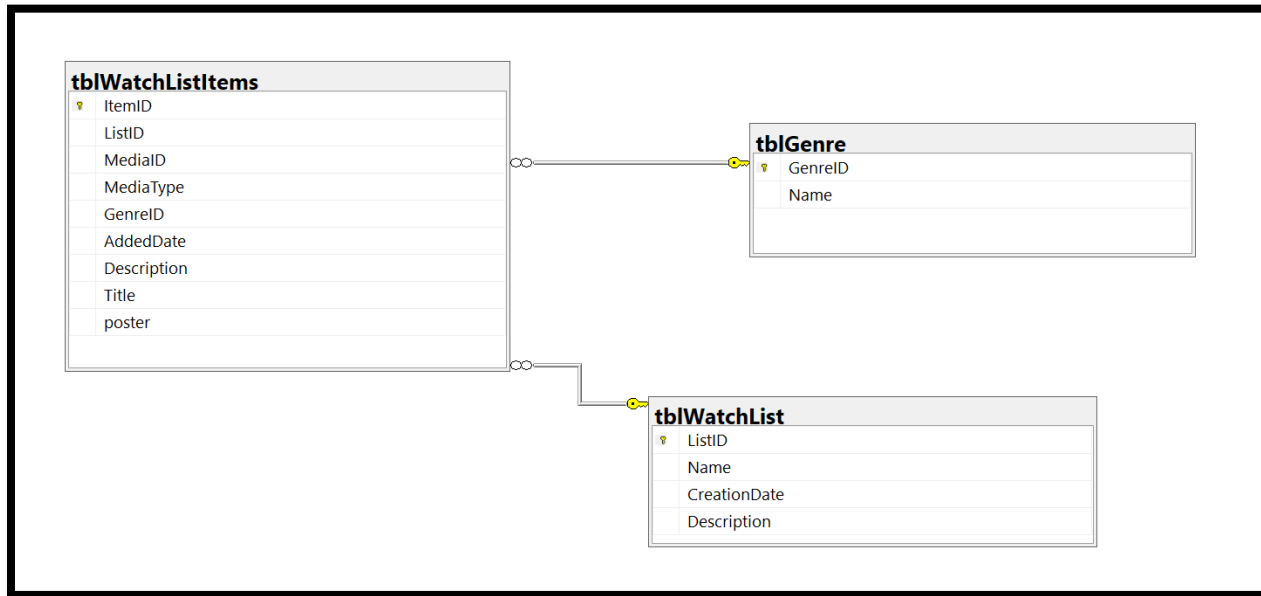 tblWatchListItems
ItemID
ListID
MediaID
MediaType
GenreID
AddedDate
Description
Title
poster
tblGenre
GenreID
Name
tblWatchList
ListID
Name
CreationDate
Description